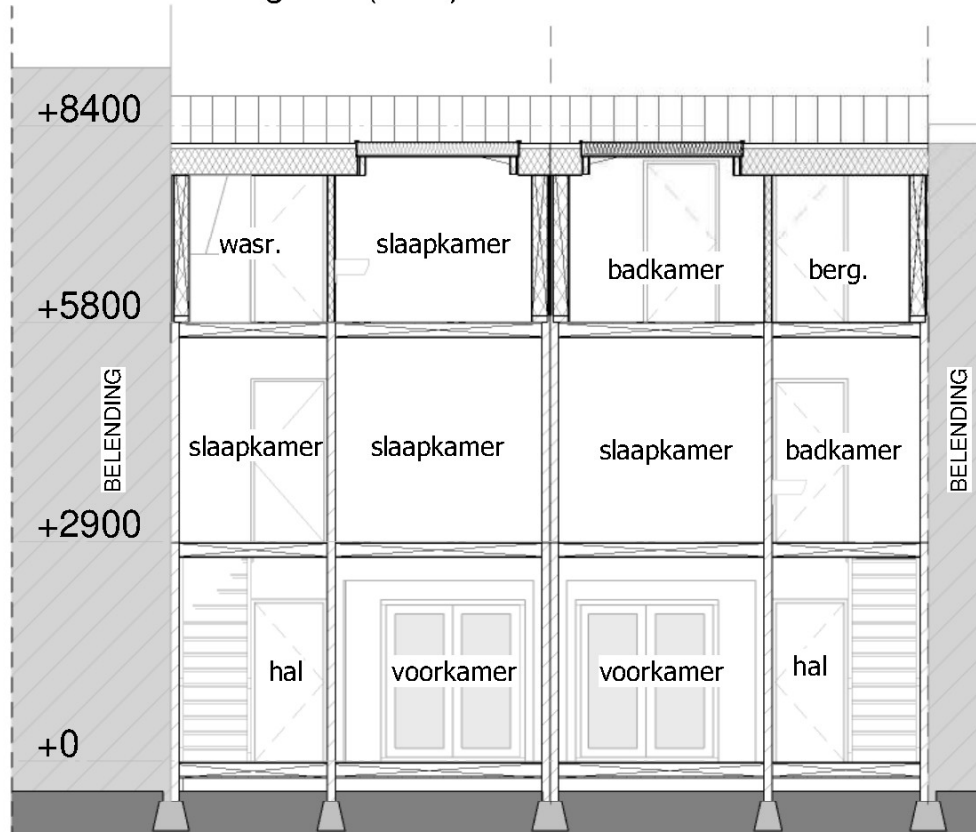 +8400
wasr.
slaapkamer
badkamer
berg.
+5800
BELENDING
slaapkamer
slaapkamer
slaapkamer
badkamer
BELENDING
+2900
hal
voorkamer
voorkamer
hal
+0